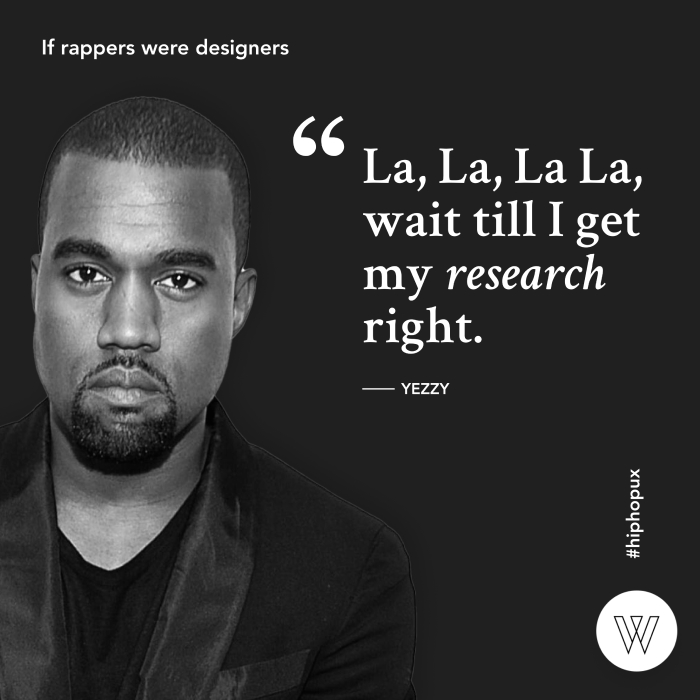 If rappers were designers
“
La, La, La La,
wait till I get
my research
right.
—— YEZZY
#hiphopux
W